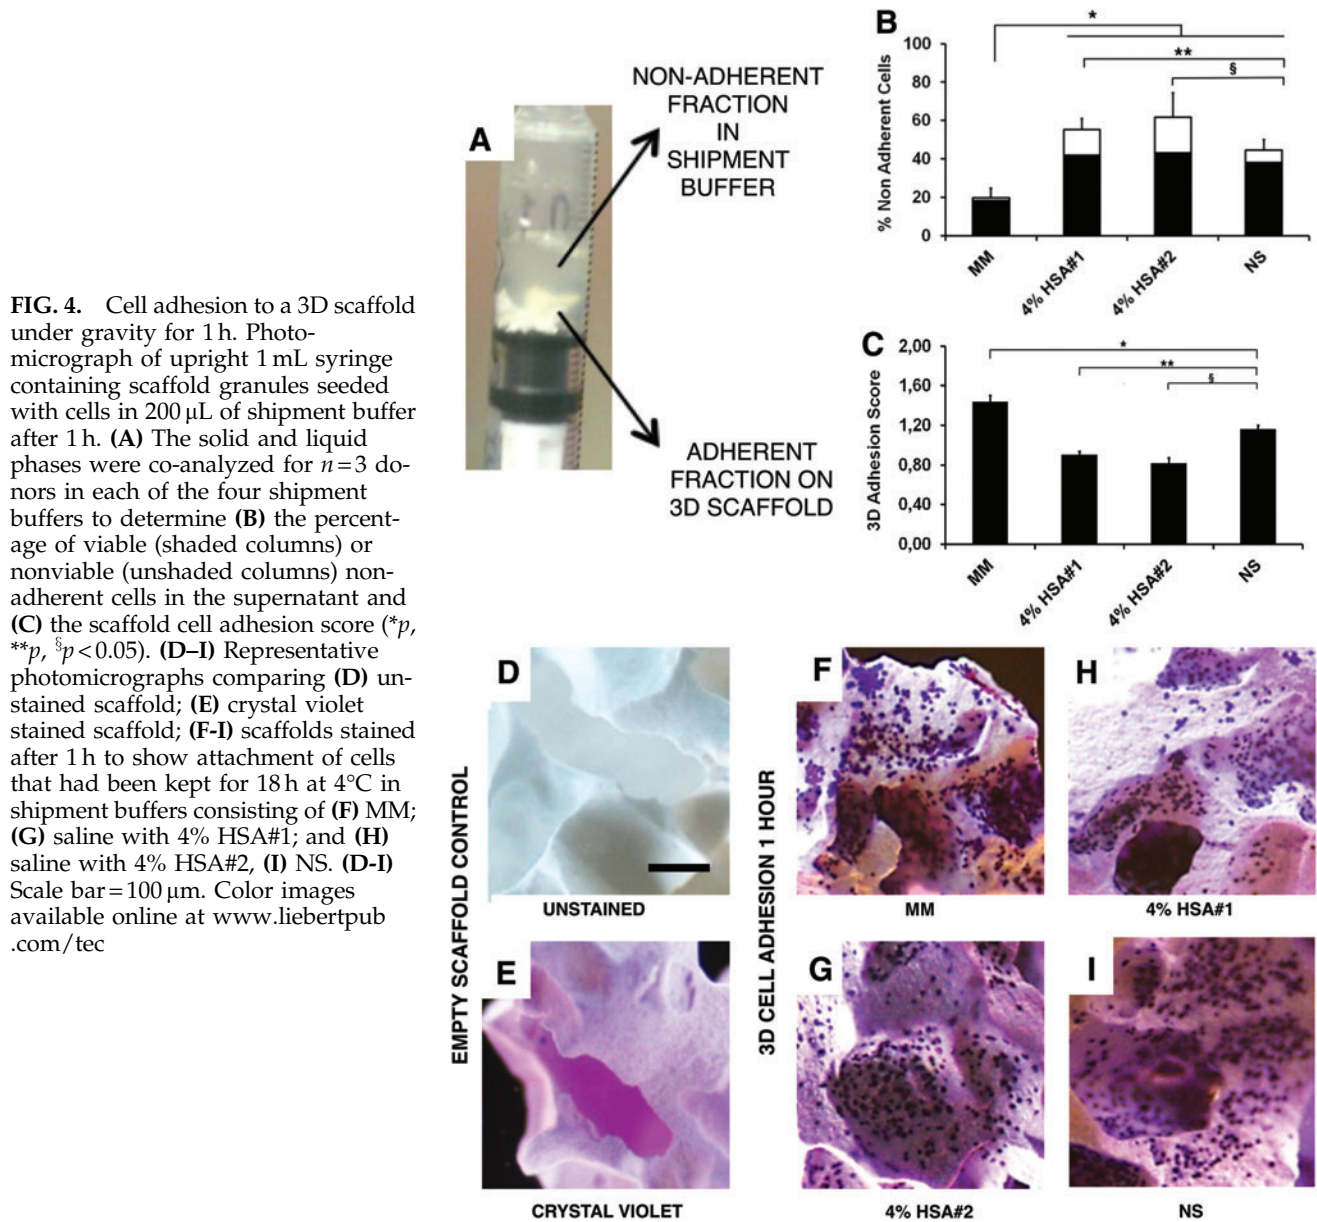 FIG. 4. Cell adhesion to a 3D scaffold
under gravity for 1 h. Photo-
micrograph of upright 1 mL syringe
containing scaffold granules seeded
with cells in 200 μL of shipment buffer
after 1 h. (A) The solid and liquid
phases were co-analyzed for n = 3 do-
nors in each of the four shipment
buffers to determine (B) the percent-
age of viable (shaded columns) or
nonviable (unshaded columns) non-
adherent cells in the supernatant and
(C) the scaffold cell adhesion score (*p,
**p, §p < 0.05). (D–I) Representative
photomicrographs comparing (D) un-
stained scaffold; (E) crystal violet
stained scaffold; (F-I) scaffolds stained
after 1 h to show attachment of cells
that had been kept for 18 h at 4°C in
shipment buffers consisting of (F) MM;
(G) saline with 4% HSA#1; and (H)
saline with 4% HSA#2, (I) NS. (D-I)
Scale bar = 100 μm. Color images
available online at www.liebertpub
.com/tec
A
NON-ADHERENT
FRACTION
IN
SHIPMENT
BUFFER
ADHERENT
FRACTION ON
3D SCAFFOLD
B
% Non Adherent Cells
100
80
60
40
20
0
*
**
§
MM
4% HSA#1
4% HSA#2
NS
C
3D Adhesion Score
2,00
1,60
1,20
0,80
0,40
0,00
*
**
§
MM
4% HSA#1
4% HSA#2
NS
EMPTY SCAFFOLD CONTROL
D
UNSTAINED
E
CRYSTAL VIOLET
3D CELL ADHESION 1 HOUR
F
MM
H
4% HSA#1
G
4% HSA#2
I
NS